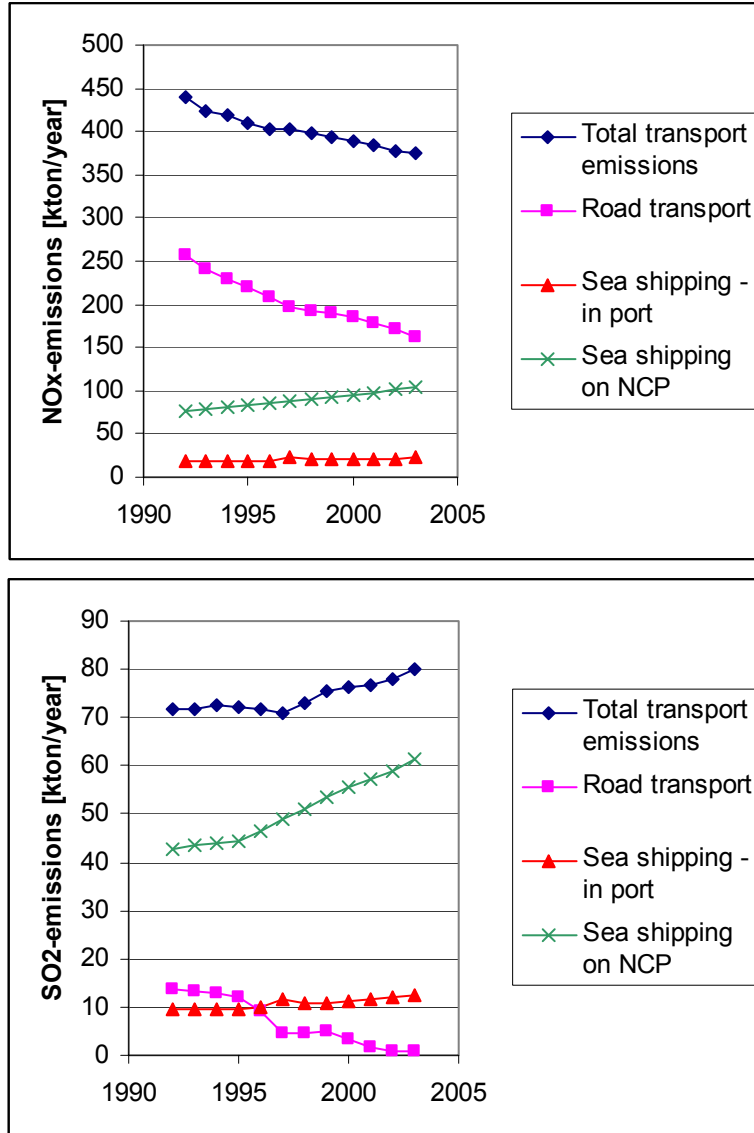 NOx-emissions [kton/year]
500
450
400
350
300
250
200
150
100
50
0
1990 1995 2000 2005
Total transport
emissions
Road transport
Sea shipping -
in port
Sea shipping
on NCP
SO2-emissions [kton/year]
90
80
70
60
50
40
30
20
10
0
1990 1995 2000 2005
Total transport
emissions
Road transport
Sea shipping -
in port
Sea shipping
on NCP